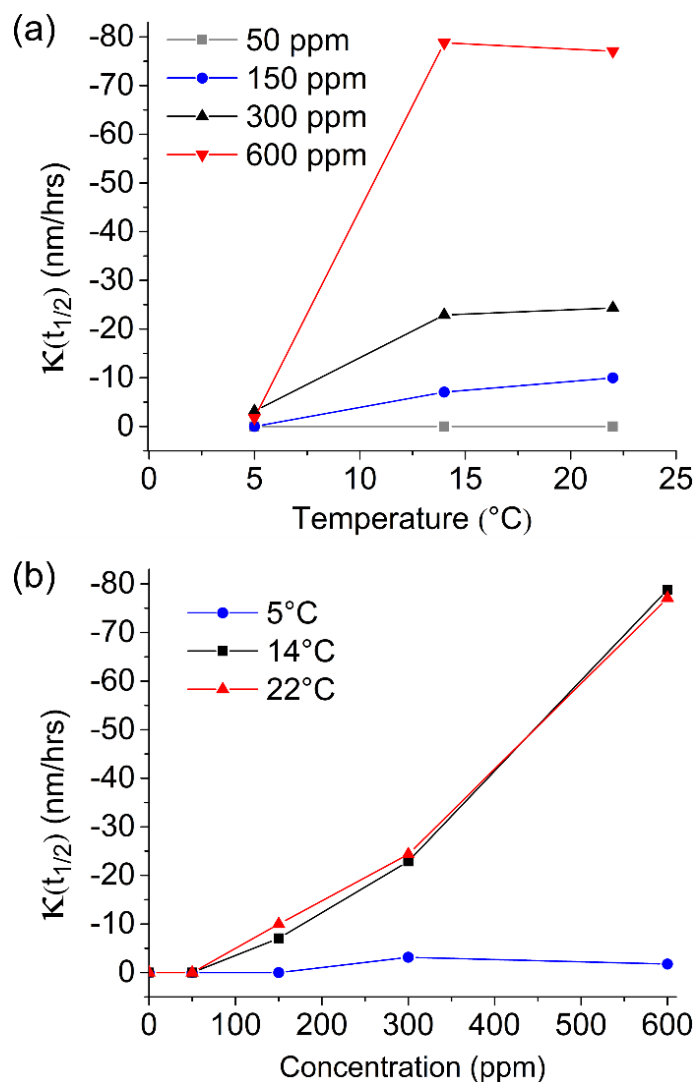 (a)
50 ppm
150 ppm
300 ppm
600 ppm
-80
-70
-60
-50
-40
-30
-20
-10
0
K(t1/2) (nm/hrs)
0 5 10 15 20 25
Temperature (°C)
(b)
5°C
14°C
22°C
-80
-70
-60
-50
-40
-30
-20
-10
0
K(t1/2) (nm/hrs)
0 100 200 300 400 500 600
Concentration (ppm)